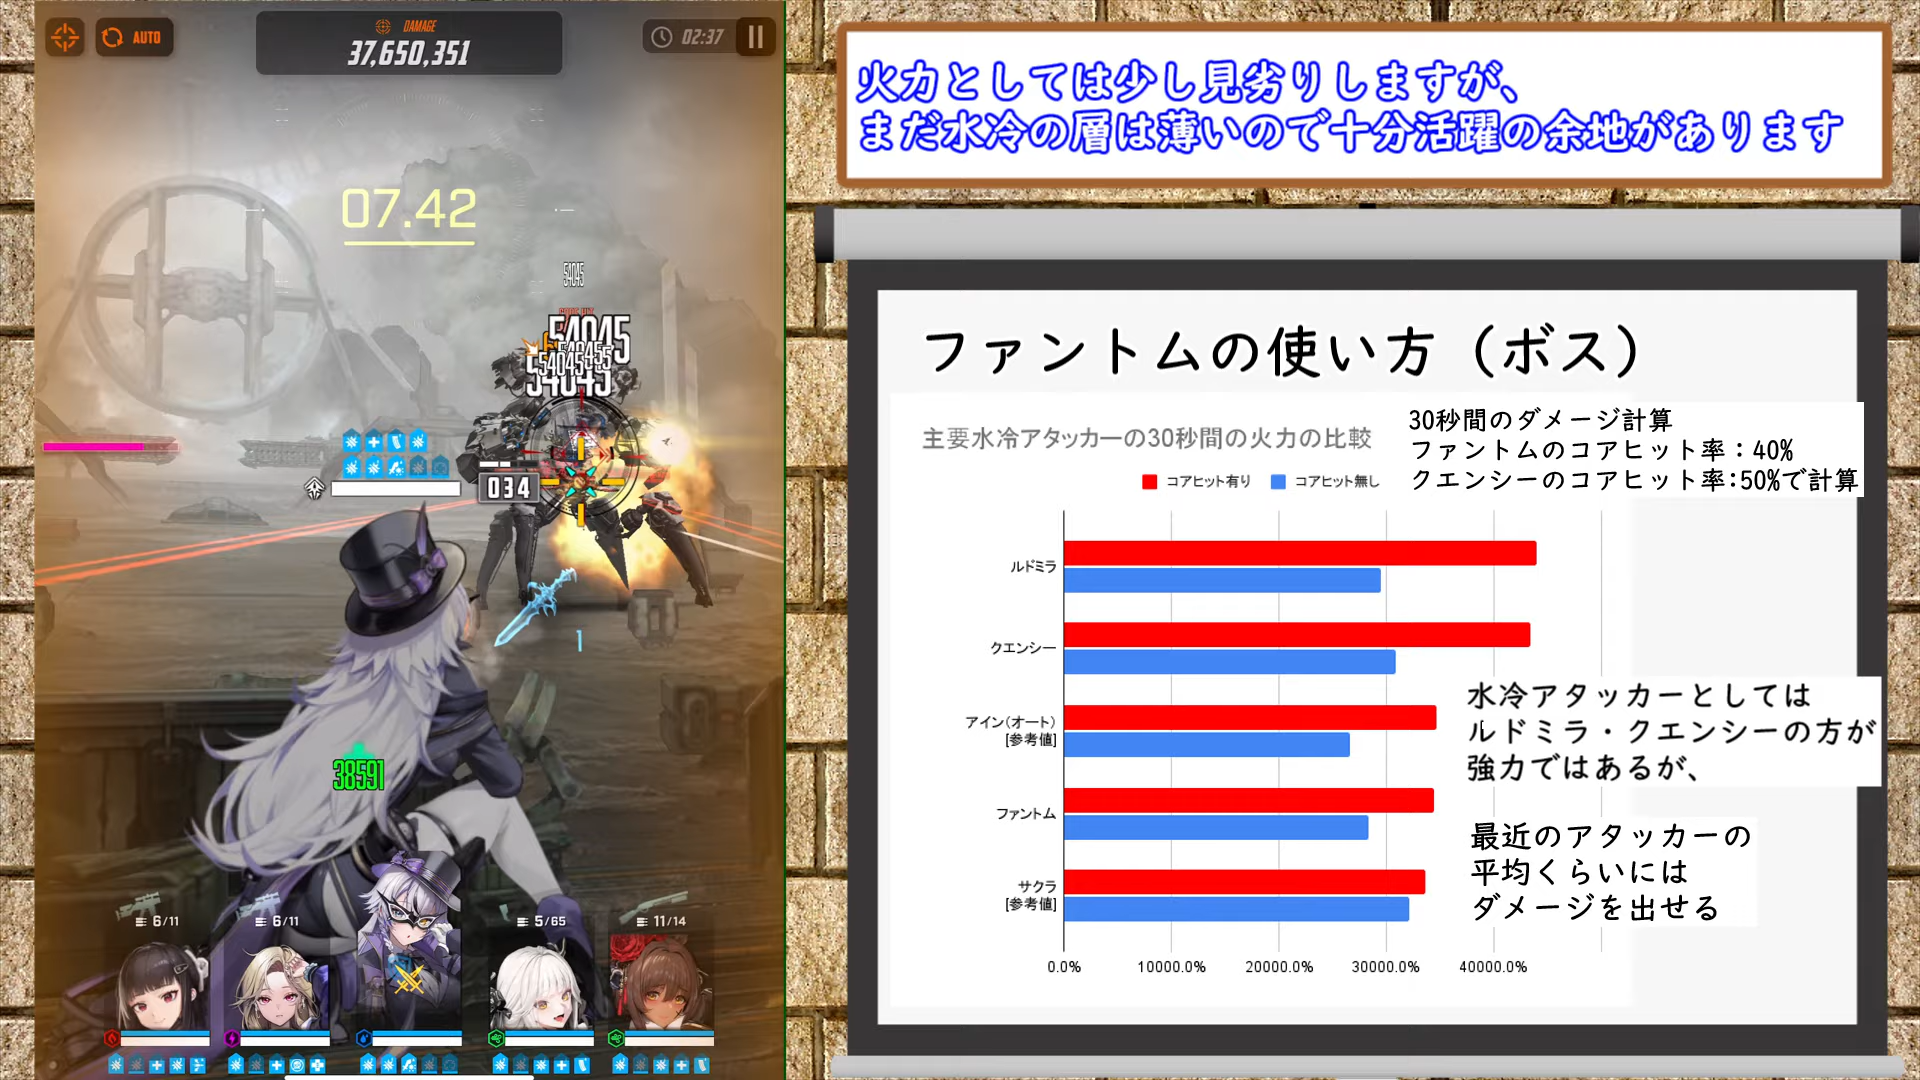 AUTO
DAMAGE
37,650,351
02:37
07.42
54045
54045
54045
034
1
38591
6/11
6/11
5/65
11/14
火力としては少し見劣りしますが、
まだ水冷の層は薄いので十分活躍の余地があります
ファントムの使い方（ボス）
30秒間のダメージ計算
ファントムのコアヒット率：40%
クエンシーのコアヒット率:50%で計算
主要水冷アタッカーの30秒間の火力の比較
コアヒット有り
コアヒット無し
ルドミラ
クエンシー
アイン(オート)
[参考値]
ファントム
サクラ
[参考値]
0.0%
10000.0%
20000.0%
30000.0%
40000.0%
水冷アタッカーとしては
ルドミラ・クエンシーの方が
強力ではあるが、
最近のアタッカーの
平均くらいには
ダメージを出せる